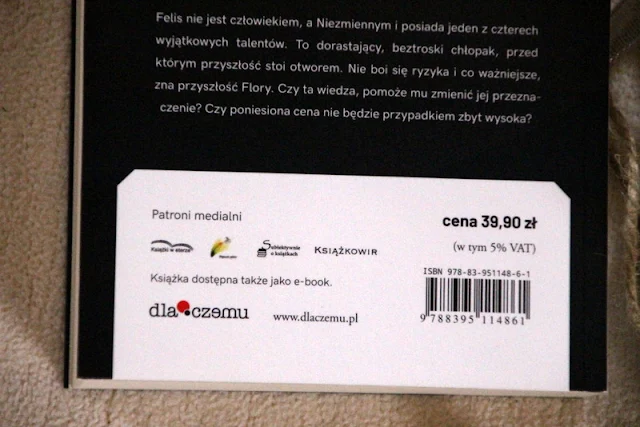 Felis nie jest człowiekiem, a Niezmiennym i posiada jeden z czterech
wyjątkowych talentów. To dorastający, beztroski chłopak, przed
którym przyszłość stoi otworem. Nie boi się ryzyka i co ważniejsze,
zna przyszłość Flory. Czy ta wiedza, pomoże mu zmienić jej przezna-
czenie? Czy poniesiona cena nie będzie przypadkiem zbyt wysoka?
Patroni medialni
cena 39,90 zł
(w tym 5% VAT)
Książki w eterze
Subiektywnie
o książkach
Książkowir
ISBN 978-83-951148-6-1
Książka dostępna także jako e-book.
dlaczemu
www.dlaczemu.pl
9 788395 114861